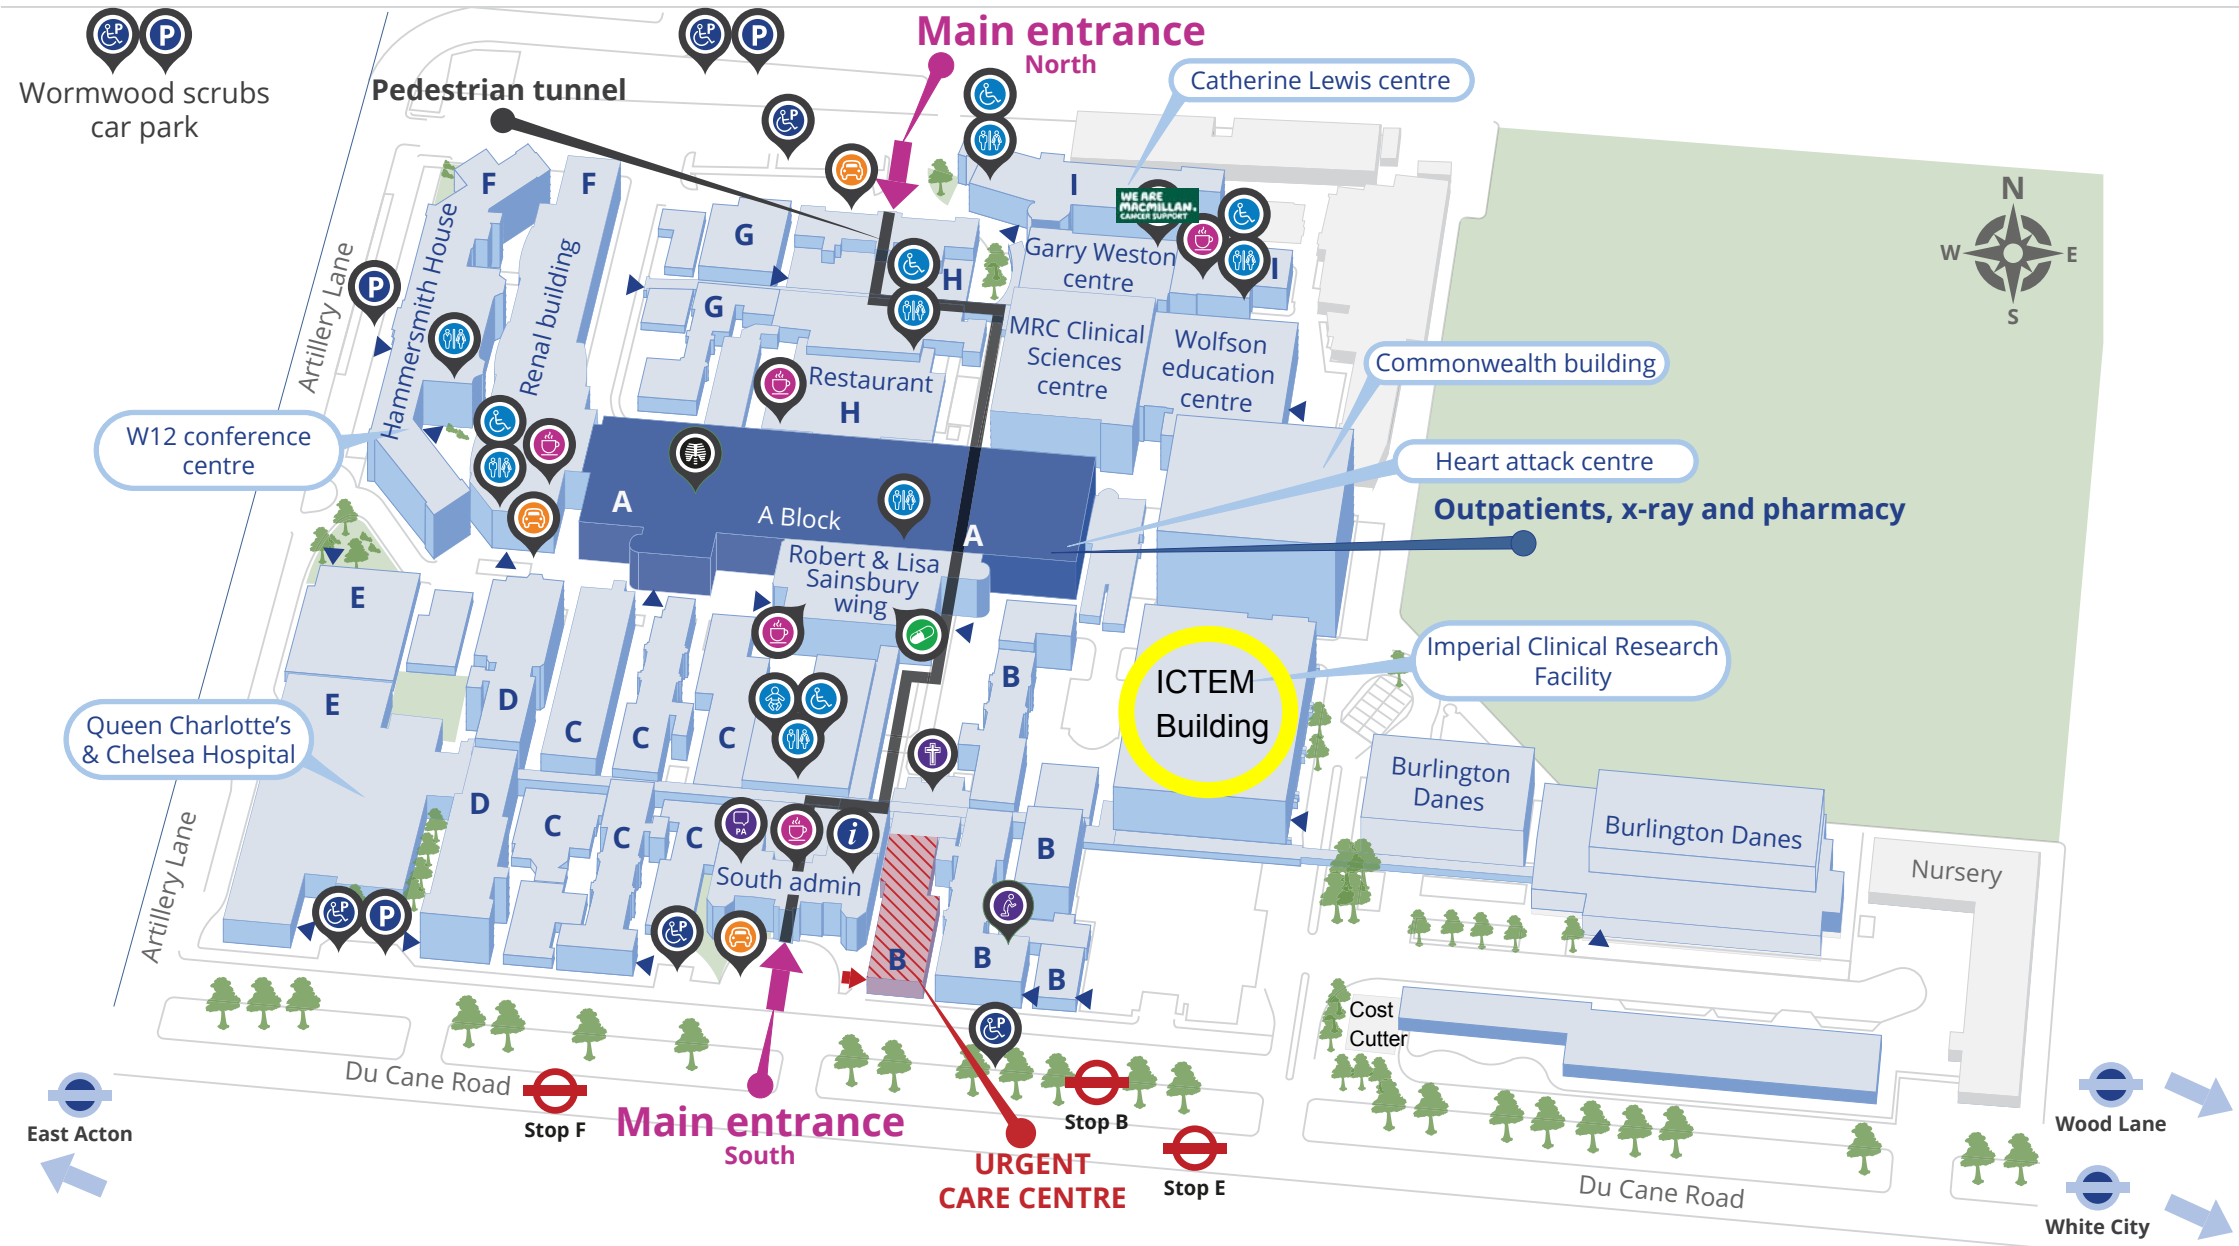 Main entrance
North
P
P
P
P
Wormwood scrubs
car park
Pedestrian tunnel
P
Catherine Lewis centre
F
F
I
WE ARE
MACMILLAN.
CANCER SUPPORT
N
W
E
S
G
Garry Weston
centre
I
H
Artillery Lane
P
Hammersmith House
Renal building
G
MRC Clinical
Sciences
centre
Wolfson
education
centre
Commonwealth building
Restaurant
H
W12 conference
centre
Heart attack centre
Outpatients, x-ray and pharmacy
A
A Block
A
Robert & Lisa
Sainsbury
wing
E
E
D
C
C
C
B
ICTEM
Building
Imperial Clinical Research
Facility
Queen Charlotte's
& Chelsea Hospital
Burlington
Danes
Burlington Danes
Nursery
D
C
C
C
PA
i
B
South admin
Artillery Lane
P
P
P
B
B
B
Cost
Cutter
P
Du Cane Road
Stop F
Main entrance
South
Stop B
Stop E
URGENT
CARE CENTRE
East Acton
Wood Lane
White City
Du Cane Road